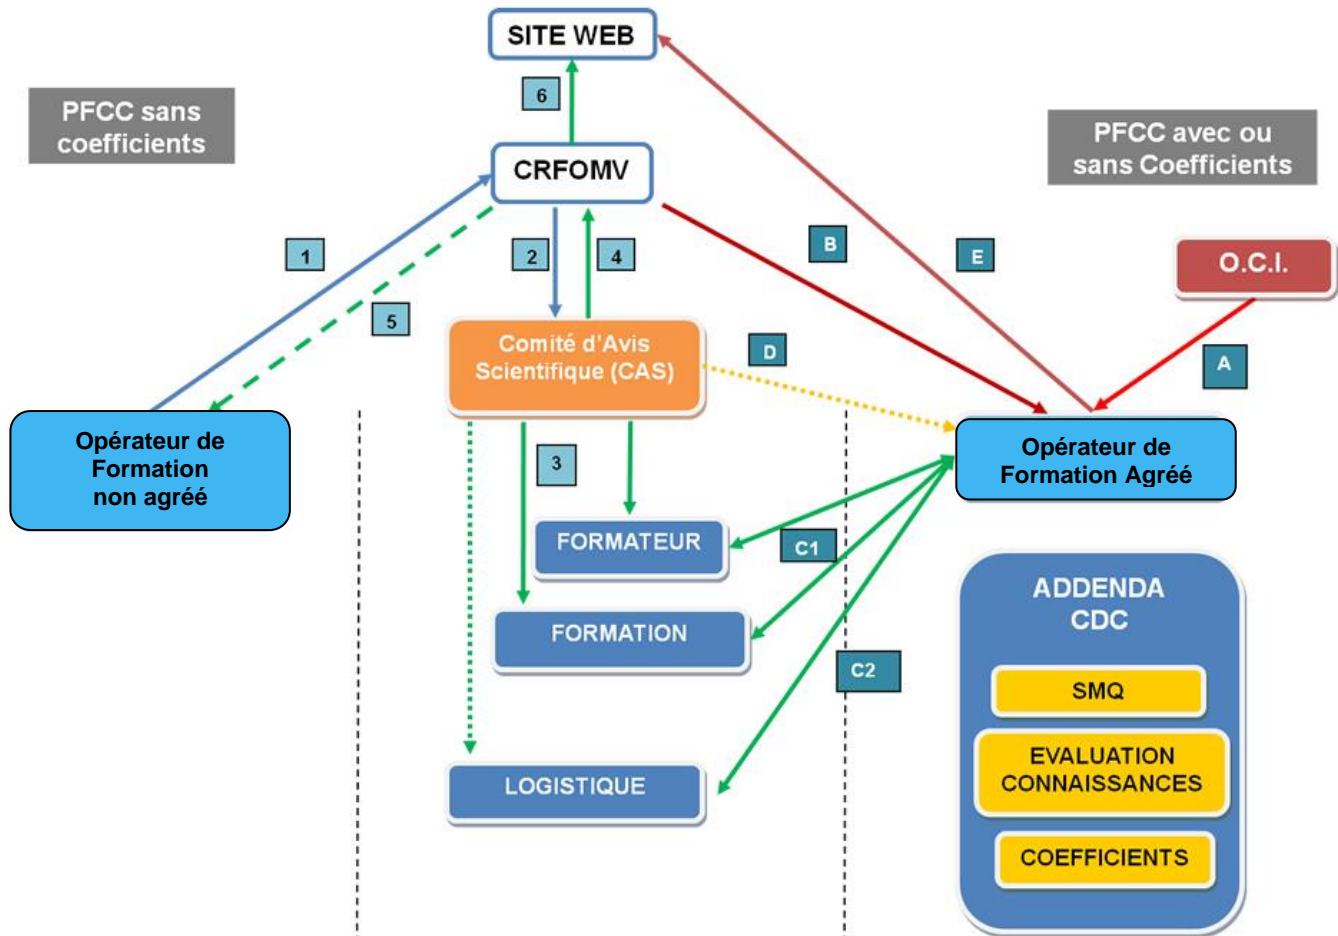 SITE WEB
6
PFCC sans
coefficients
PFCC avec ou
sans Coefficients
CRFOMV
1
2
4
B
E
O.C.I.
5
Comité d'Avis
Scientifique (CAS)
D
A
Opérateur de
Formation
non agréé
Opérateur de
Formation Agréé
3
FORMATEUR
C1
FORMATION
C2
LOGISTIQUE
ADDENDA
CDC
SMQ
EVALUATION
CONNAISSANCES
COEFFICIENTS